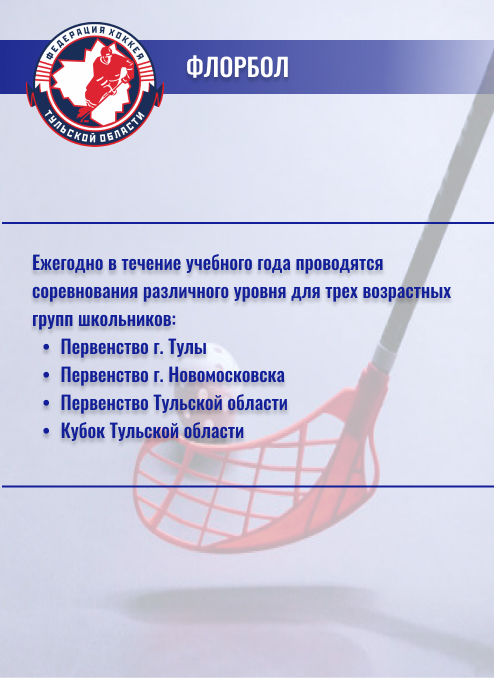 ФЕДЕРАЦИЯ ХОККЕЯ
ТУЛЬСКОЙ ОБЛАСТИ
ФЛОРБОЛ
Ежегодно в течение учебного года проводятся
соревнования различного уровня для трех возрастных
групп школьников:
• Первенство г. Тулы
• Первенство г. Новомосковска
• Первенство Тульской области
• Кубок Тульской области